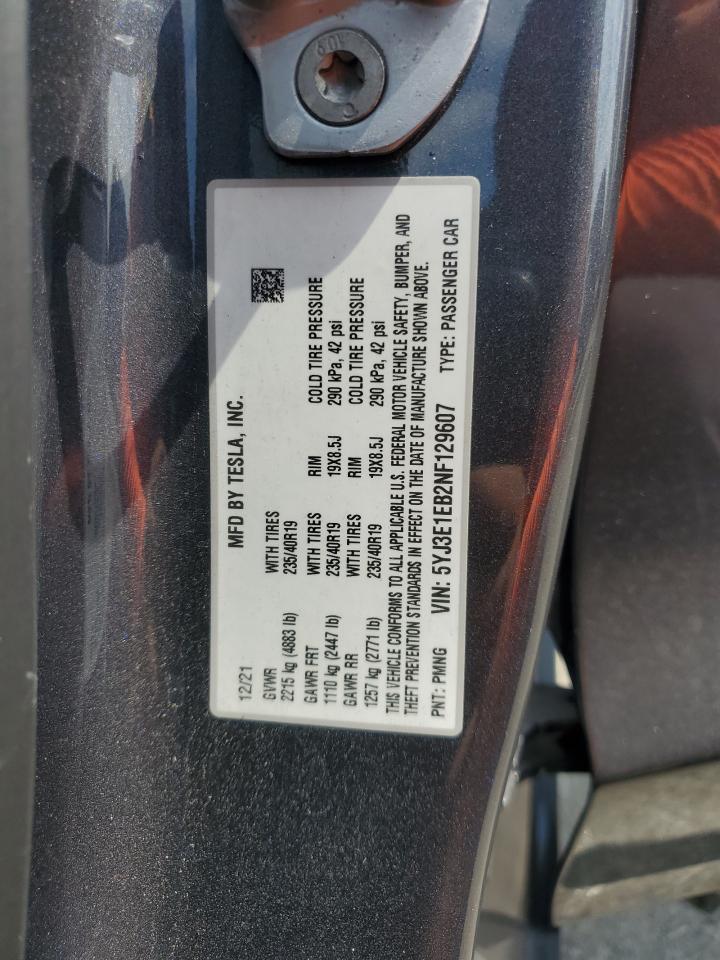 12/21 MFD BY TESLA, INC.
GVWR WITH TIRES
2215 kg (4883 lb) 235/40R19
GAWR FRT WITH TIRES RIM COLD TIRE PRESSURE
1110 kg (2447 lb) 235/40R19 19X8.5J 290 kPa, 42 psi
GAWR RR WITH TIRES RIM COLD TIRE PRESSURE
1257 kg (2771 lb) 235/40R19 19X8.5J 290 kPa, 42 psi
THIS VEHICLE CONFORMS TO ALL APPLICABLE U.S. FEDERAL MOTOR VEHICLE SAFETY, BUMPER, AND
THEFT PREVENTION STANDARDS IN EFFECT ON THE DATE OF MANUFACTURE SHOWN ABOVE.
PNT: PMNG VIN: 5YJ3E1EB2NF129607 TYPE: PASSENGER CAR